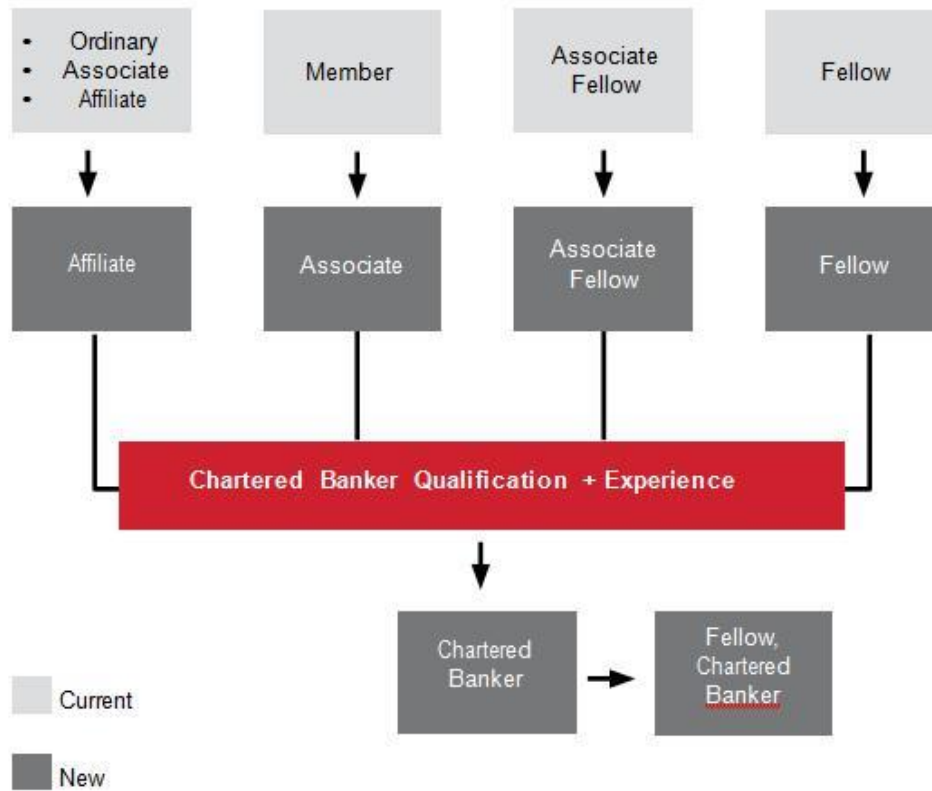 • Ordinary
• Associate
• Affiliate
Member
Associate
Fellow
Fellow
Affiliate
Associate
Associate
Fellow
Fellow
Chartered Banker Qualification + Experience
Chartered
Banker
Fellow,
Chartered
Banker
Current
New